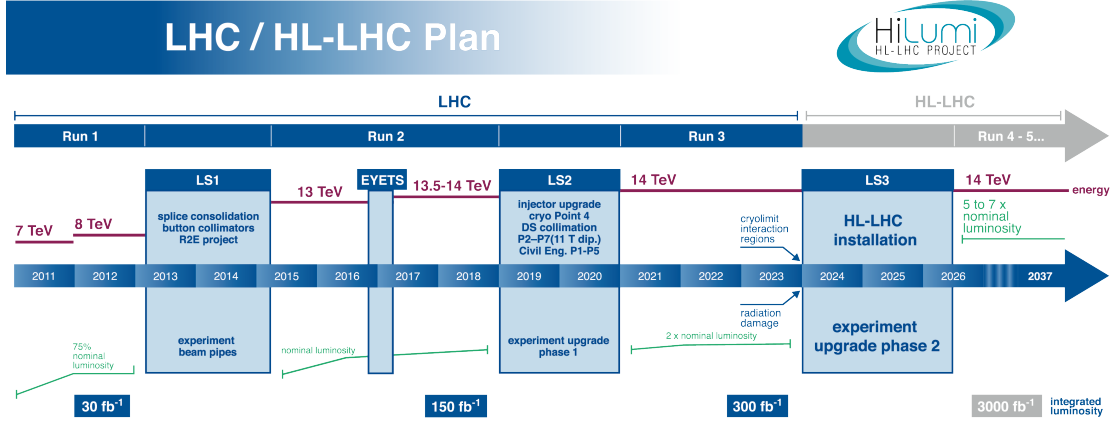 LHC / HL-LHC Plan
HiLumi
HL-LHC PROJECT
LHC
HL-LHC
Run 1
Run 2
Run 3
Run 4 - 5...
LS1
EYETS
LS2
LS3
7 TeV
8 TeV
13 TeV
13.5-14 TeV
14 TeV
14 TeV
energy
splice consolidation
button collimators
R2E project
injector upgrade
cryo Point 4
DS collimation
P2–P7(11 T dip.)
Civil Eng. P1-P5
cryolimit
interaction
regions
HL-LHC
installation
5 to 7 x
nominal
luminosity
2011
2012
2013
2014
2015
2016
2017
2018
2019
2020
2021
2022
2023
2024
2025
2026
2037
75%
nominal
luminosity
experiment
beam pipes
nominal luminosity
experiment upgrade
phase 1
2 x nominal luminosity
radiation
damage
experiment
upgrade phase 2
30 fb-1
150 fb-1
300 fb-1
3000 fb-1
integrated
luminosity